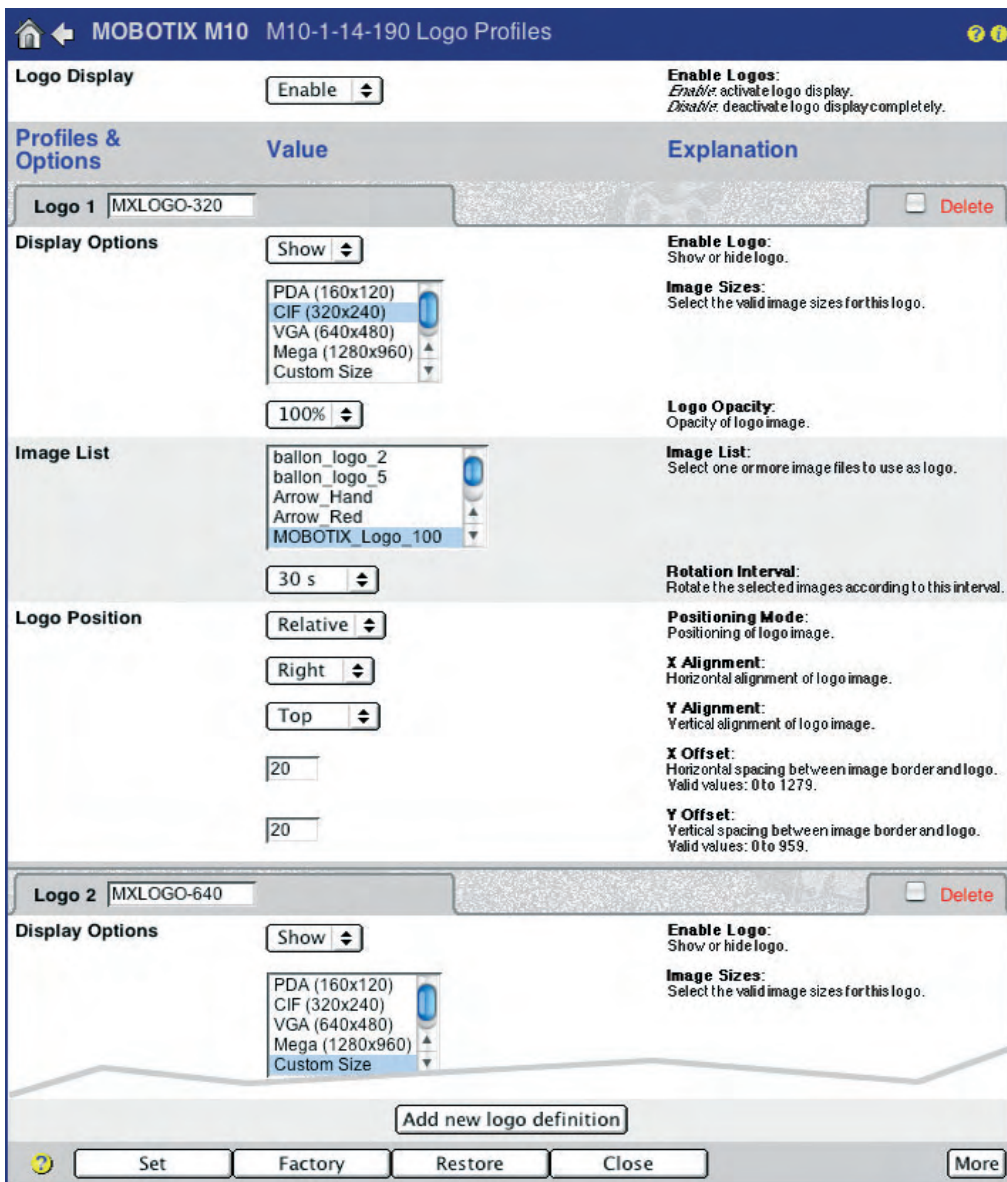 MOBOTIX M10 M10-1-14-190 Logo Profiles
Logo Display
Enable
Enable Logos:
Enable: activate logo display.
Disable: deactivate logo display completely.
Profiles & Options
Value
Explanation
Logo 1 MXLOGO-320
Delete
Display Options
Show
Enable Logo:
Show or hide logo.
PDA (160x120)
CIF (320x240)
VGA (640x480)
Mega (1280x960)
Custom Size
Image Sizes:
Select the valid image sizes for this logo.
100%
Logo Opacity:
Opacity of logo image.
Image List
ballon_logo_2
ballon_logo_5
Arrow_Hand
Arrow_Red
MOBOTIX_Logo_100
Image List:
Select one or more image files to use as logo.
30 s
Rotation Interval:
Rotate the selected images according to this interval.
Logo Position
Relative
Positioning Mode:
Positioning of logo image.
Right
X Alignment:
Horizontal alignment of logo image.
Top
Y Alignment:
Vertical alignment of logo image.
20
X Offset:
Horizontal spacing between image border and logo.
Valid values: 0 to 1279.
20
Y Offset:
Vertical spacing between image border and logo.
Valid values: 0 to 959.
Logo 2 MXLOGO-640
Delete
Display Options
Show
Enable Logo:
Show or hide logo.
PDA (160x120)
CIF (320x240)
VGA (640x480)
Mega (1280x960)
Custom Size
Image Sizes:
Select the valid image sizes for this logo.
Add new logo definition
? Set Factory Restore Close More